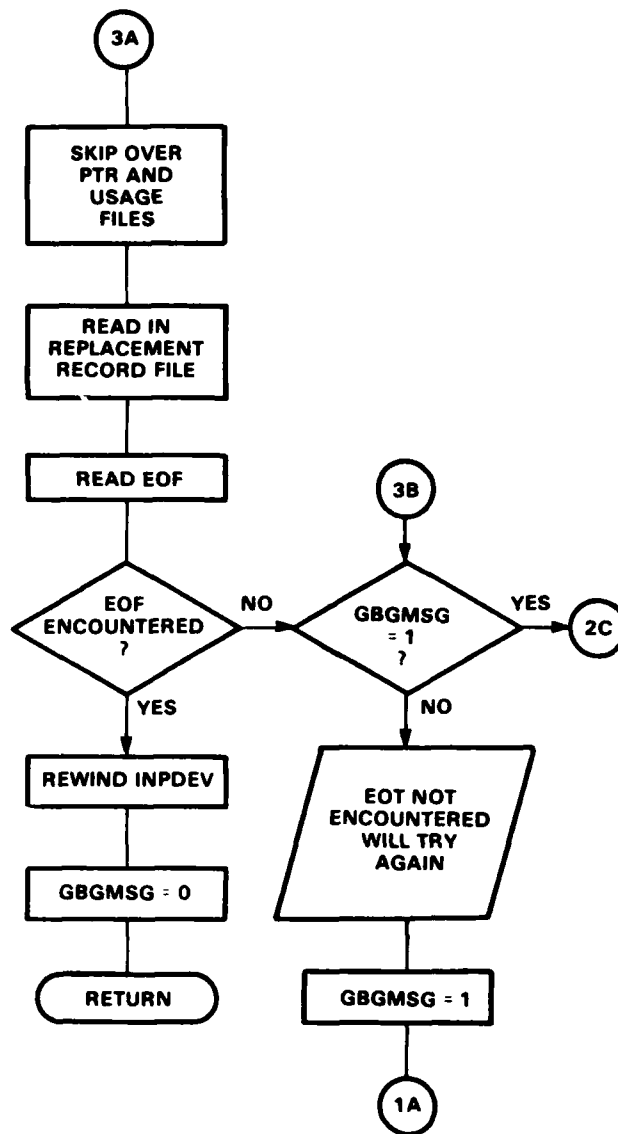 3A
SKIP OVER
PTR AND
USAGE
FILES
READ IN
REPLACEMENT
RECORD FILE
READ EOF
3B
EOF
ENCOUNTERED
?
NO
GBGMSG
= 1
?
YES
2C
YES
NO
REWIND INPDEV
EOT NOT
ENCOUNTERED
WILL TRY
AGAIN
GBGMSG = 0
RETURN
GBGMSG = 1
1A